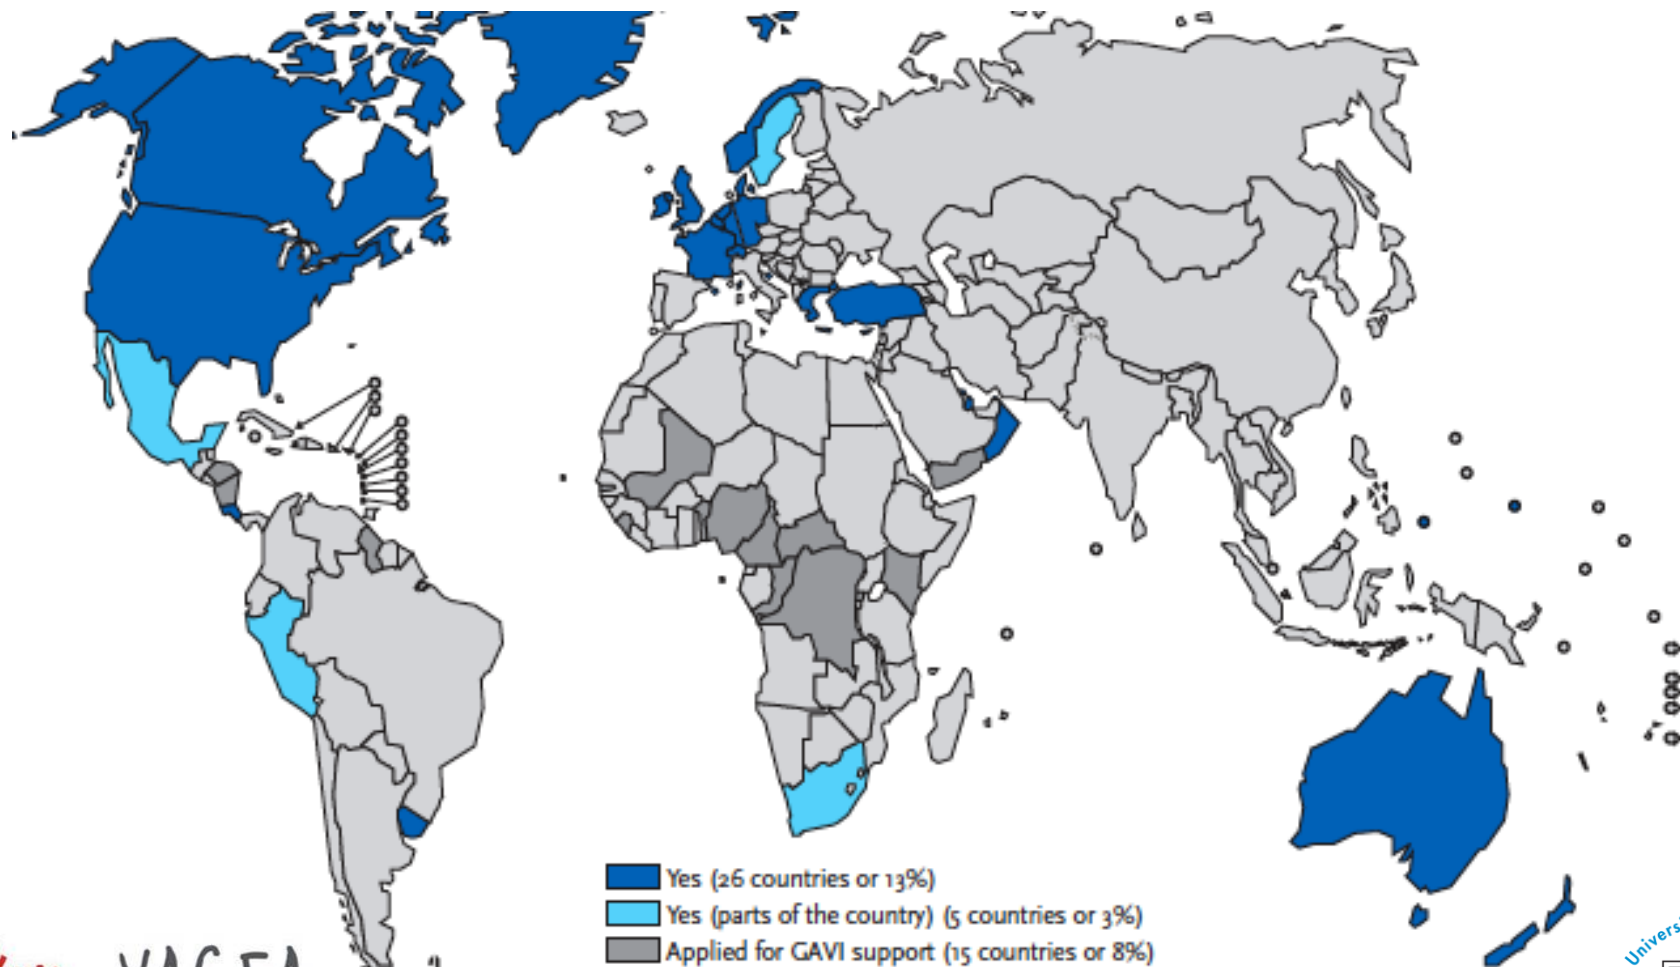 Yes (26 countries or 13%)
Yes (parts of the country) (5 countries or 3%)
Applied for GAVI support (15 countries or 8%)
Univers